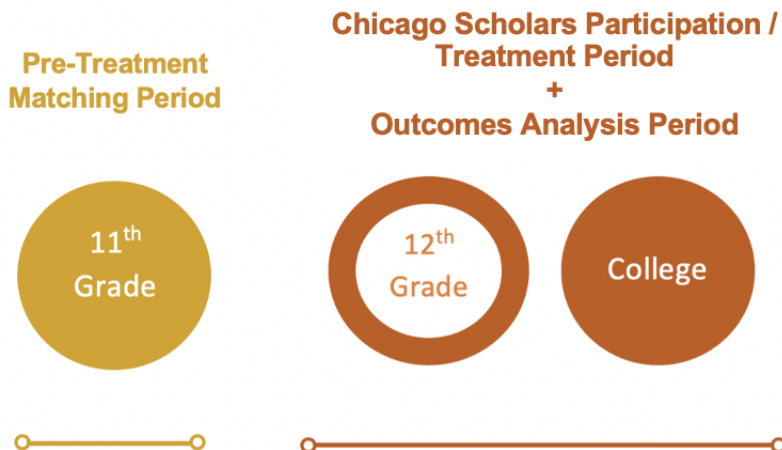 Pre-Treatment
Matching Period
Chicago Scholars Participation /
Treatment Period
+
Outcomes Analysis Period
11th
Grade
12th
Grade
College